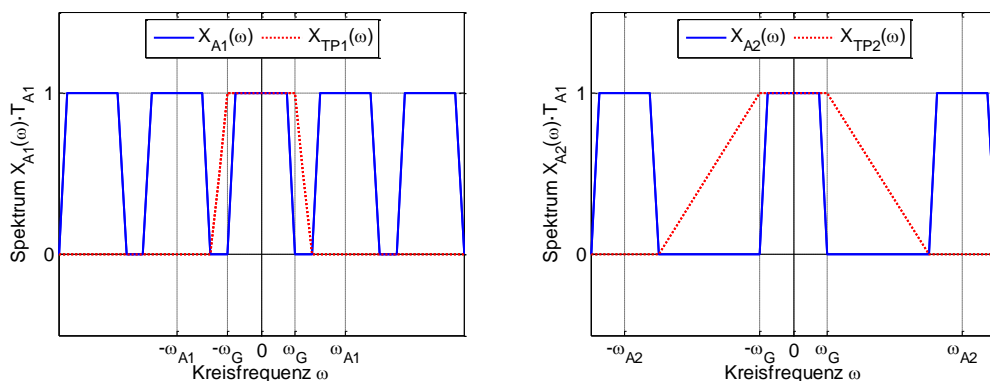 X_A1(ω) X_TP1(ω)
1
0
Spektrum X_A1(ω)·T_A1
-ω_A1 -ω_G 0 ω_G ω_A1
Kreisfrequenz ω
X_A2(ω) X_TP2(ω)
1
0
Spektrum X_A2(ω)·T_A1
-ω_A2 -ω_G 0 ω_G ω_A2
Kreisfrequenz ω